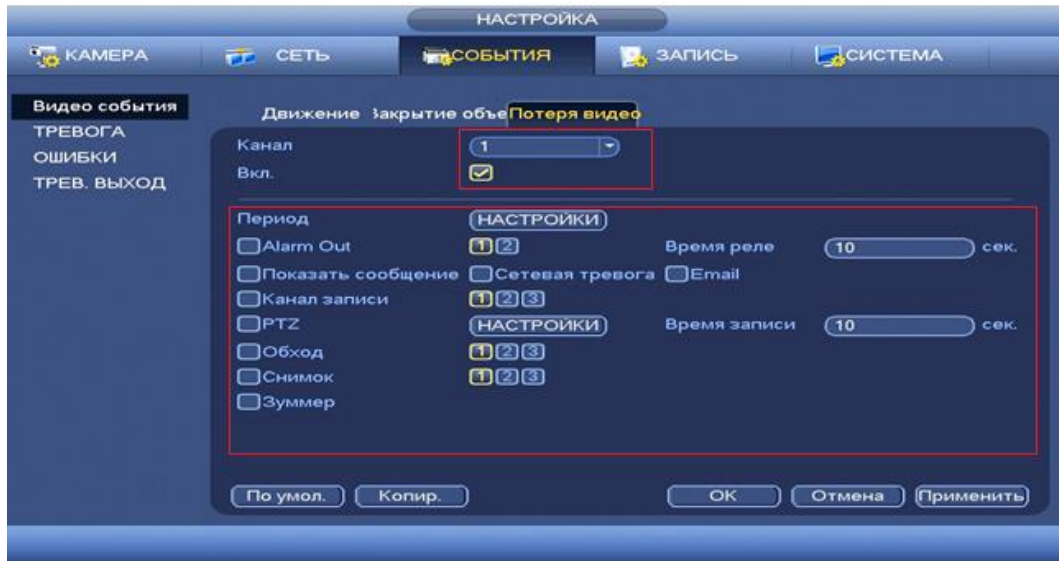 НАСТРОЙКА
КАМЕРА СЕТЬ СОБЫТИЯ ЗАПИСЬ СИСТЕМА
Видео события
ТРЕВОГА
ОШИБКИ
ТРЕВ. ВЫХОД
Движение Закрытие объе Потеря видео
Канал 1
Вкл.
Период НАСТРОЙКИ
Alarm Out 1 2 Время реле 10 сек.
Показать сообщение Сетевая тревога Email
Канал записи 1 2 3
PTZ НАСТРОЙКИ Время записи 10 сек.
Обход 1 2 3
Снимок 1 2 3
Зуммер
По умол. Копир. OK Отмена Применить